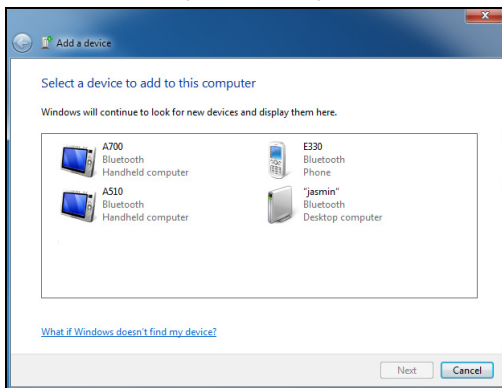 Add a device
Select a device to add to this computer
Windows will continue to look for new devices and display them here.
A700
Bluetooth
Handheld computer
E330
Bluetooth
Phone
A510
Bluetooth
Handheld computer
"jasmin"
Bluetooth
Desktop computer
What if Windows doesn't find my device?
Next
Cancel